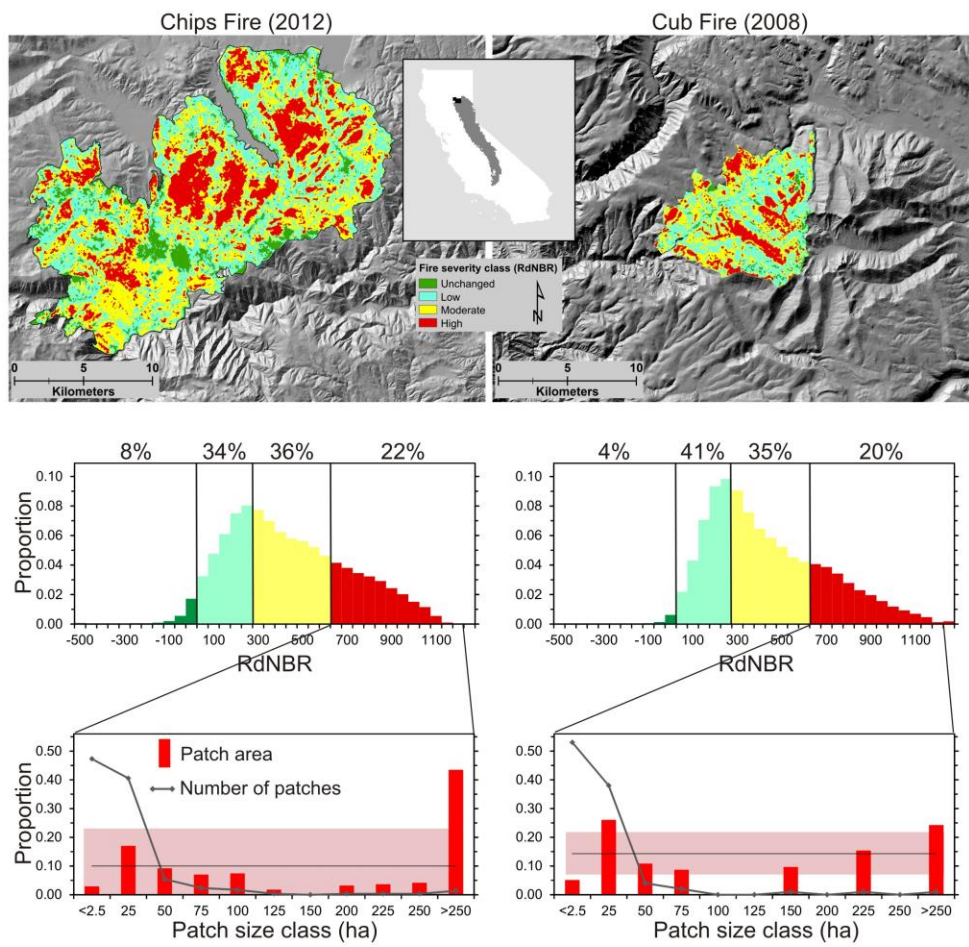 Chips Fire (2012)
Cub Fire (2008)
Fire severity class (RdNBR)
Unchanged
Low
Moderate
High
N
0 5 10
Kilometers
0 5 10
Kilometers
8% 34% 36% 22%
Proportion
0.10
0.08
0.06
0.04
0.02
0.00
-500 -300 -100 100 300 500 700 900 1100
RdNBR
4% 41% 35% 20%
0.10
0.08
0.06
0.04
0.02
0.00
-500 -300 -100 100 300 500 700 900 1100
RdNBR
Proportion
0.50
0.40
0.30
0.20
0.10
0.00
Patch area
Number of patches
<2.5 25 50 75 100 125 150 200 225 250 >250
Patch size class (ha)
0.50
0.40
0.30
0.20
0.10
0.00
<2.5 25 50 75 100 125 150 200 225 250 >250
Patch size class (ha)